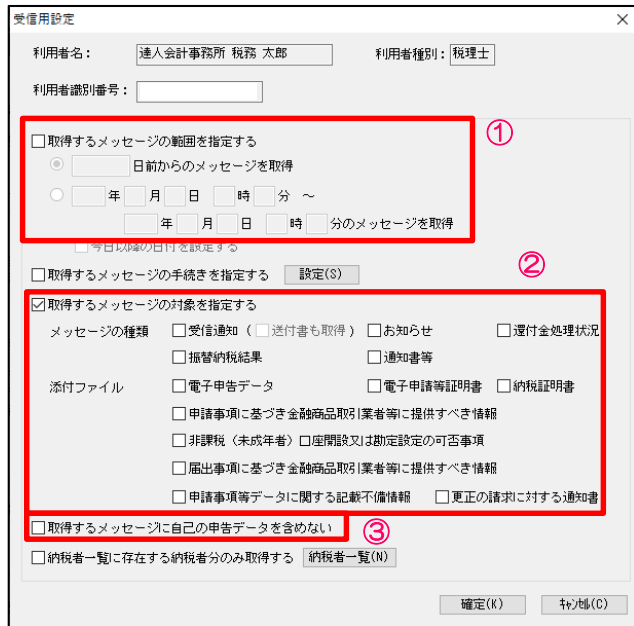 受信用設定
利用者名： 達人会計事務所 税務 太郎 利用者種別： 税理士
利用者識別番号：
①
取得するメッセージの範囲を指定する
日前からのメッセージを取得
年 月 日 時 分 ～
年 月 日 時 分のメッセージを取得
今日以降の日付を設定する
取得するメッセージの手続きを指定する 設定(S)
②
取得するメッセージの対象を指定する
メッセージの種類 受信通知（ 送付書も取得 ） お知らせ 還付金処理状況
振替納税結果 通知書等
添付ファイル 電子申告データ 電子申請等証明書 納税証明書
申請事項に基づき金融商品取引業者等に提供すべき情報
非課税（未成年者）口座開設又は勘定設定の可否事項
届出事項に基づき金融商品取引業者等に提供すべき情報
申請事項等データに関する記載不備情報 更正の請求に対する通知書
取得するメッセージに自己の申告データを含めない ③
納税者一覧に存在する納税者分のみ取得する 納税者一覧(N)
確定(K) ｷｬﾝｾﾙ(C)